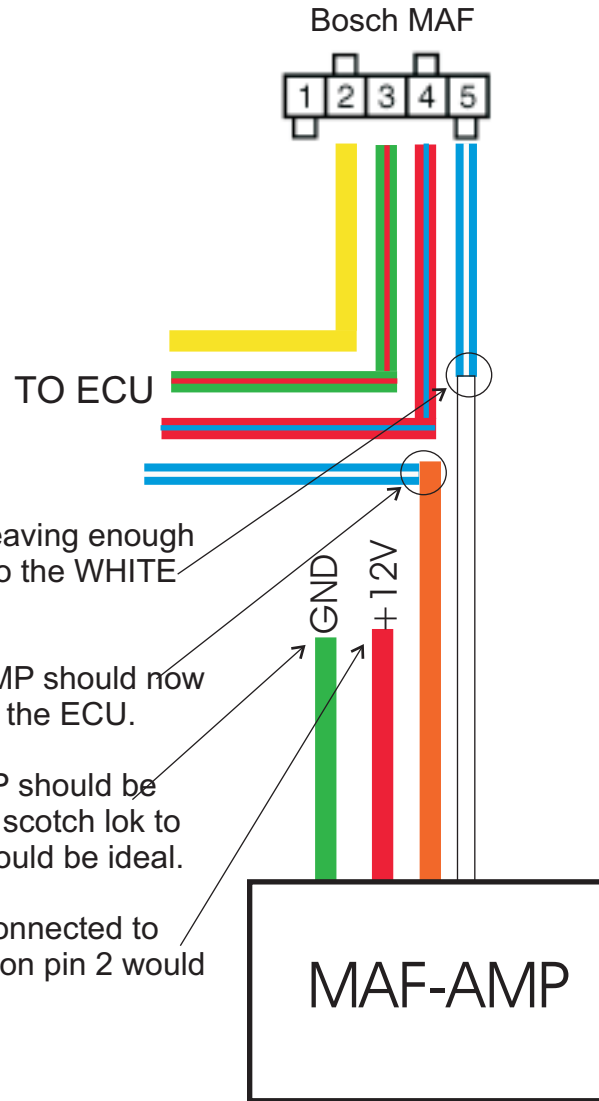 Bosch MAF
1 2 3 4 5
TO ECU
eaving enough
o the WHITE
GND
+12V
MP should now
the ECU.
P should be
scotch lok to
ould be ideal.
onnected to
on pin 2 would
MAF-AMP